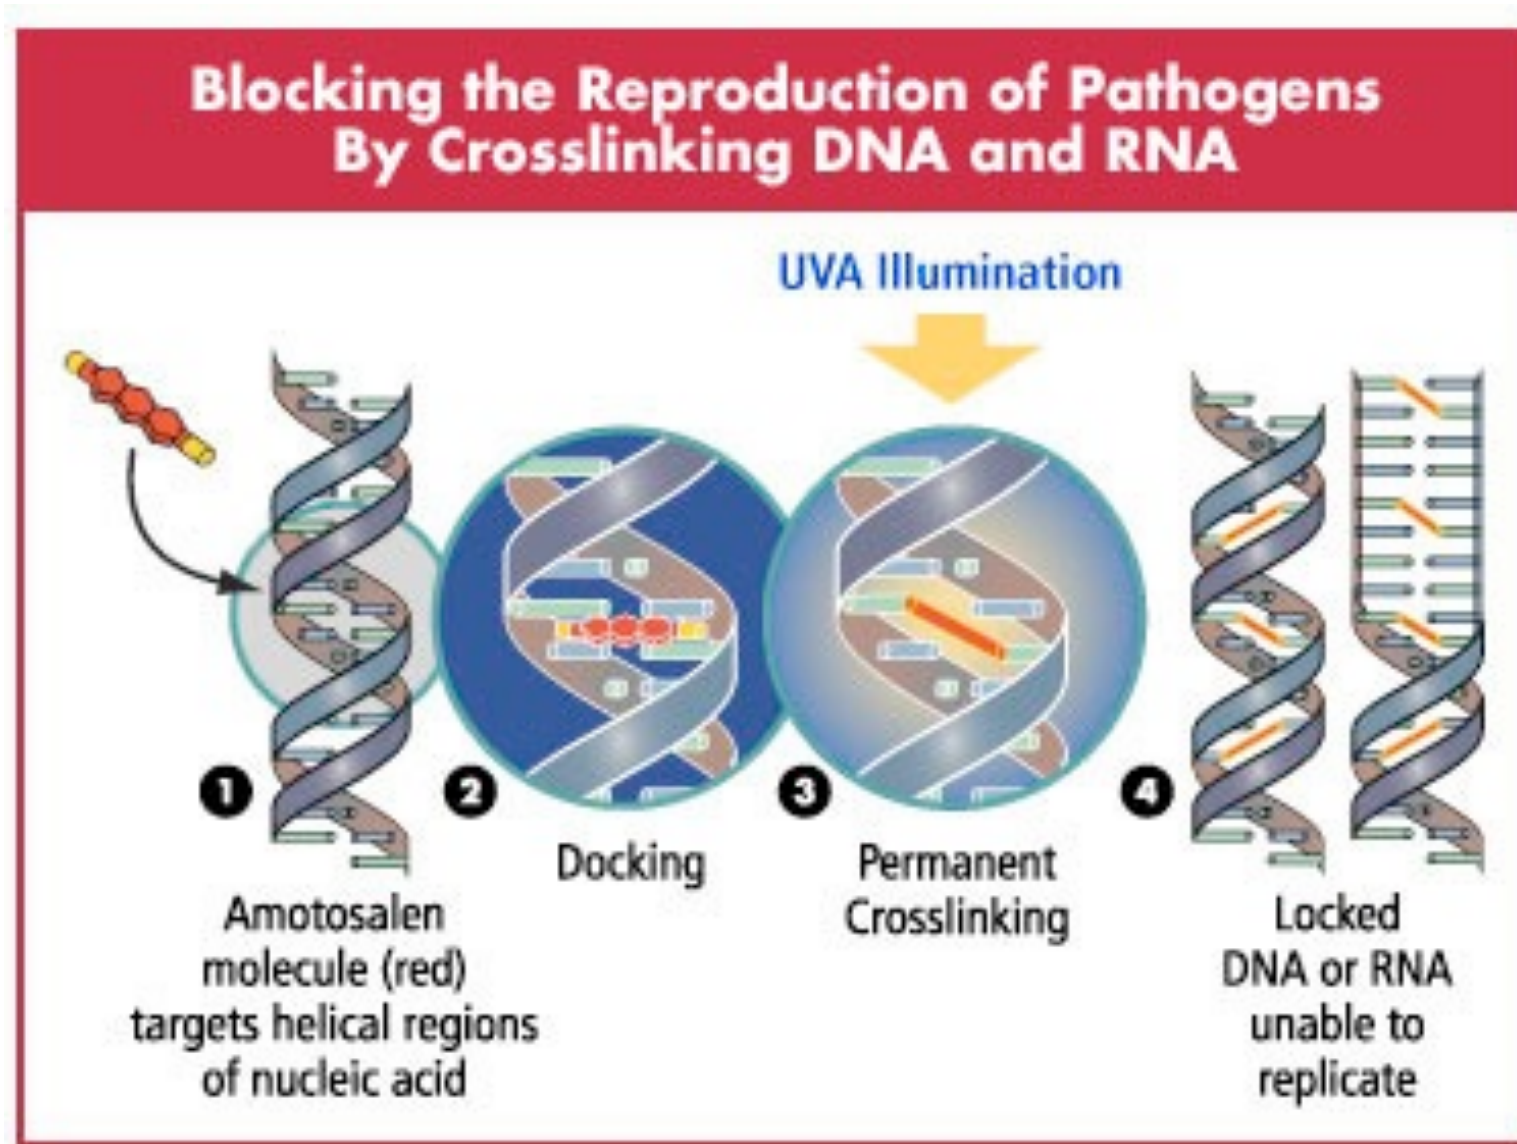 Blocking the Reproduction of Pathogens
By Crosslinking DNA and RNA
UVA Illumination
1
Amotosalen
molecule (red)
targets helical regions
of nucleic acid
2
Docking
3
Permanent
Crosslinking
4
Locked
DNA or RNA
unable to
replicate